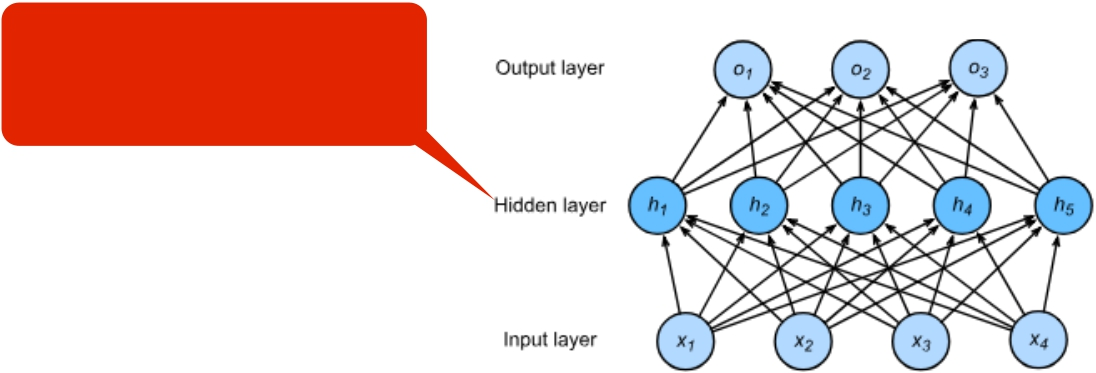 Output layer
o1 o2 o3
Hidden layer
h1 h2 h3 h4 h5
Input layer
x1 x2 x3 x4